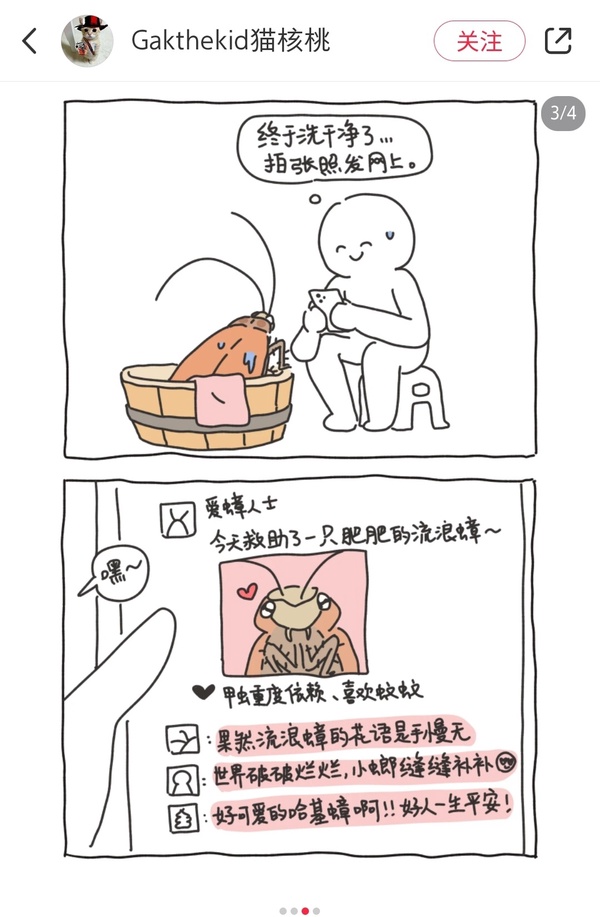 Gakthekid猫核桃
关注
3/4
终于洗干净了...
拍张照发网上。
爱蟑人士
今天救助了一只肥肥的流浪蟑~
嘿~
甲虫重度依赖、喜欢蚊蚊
:果然流浪蟑的花语是手慢无
:世界破破烂烂,小螂缝缝补补
:好可爱的哈基蟑啊!!好人一生平安!